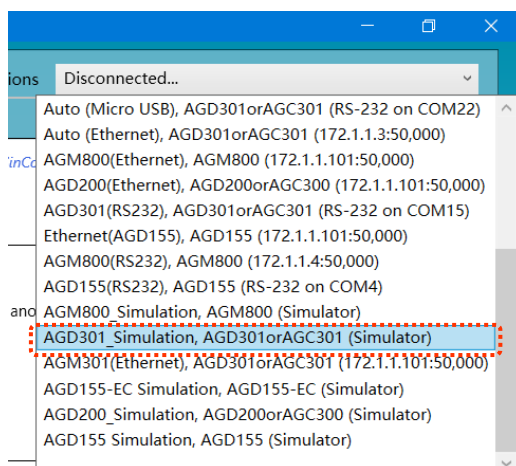 ions Disconnected...
Auto (Micro USB), AGD301orAGC301 (RS-232 on COM22)
Auto (Ethernet), AGD301orAGC301 (172.1.1.3:50,000)
inCo
AGM800(Ethernet), AGM800 (172.1.1.101:50,000)
AGD200(Ethernet), AGD200orAGC300 (172.1.1.101:50,000)
AGD301(RS232), AGD301orAGC301 (RS-232 on COM15)
Ethernet(AGD155), AGD155 (172.1.1.101:50,000)
AGM800(RS232), AGM800 (172.1.1.4:50,000)
AGD155(RS232), AGD155 (RS-232 on COM4)
ano AGM800_Simulation, AGM800 (Simulator)
AGD301_Simulation, AGD301orAGC301 (Simulator)
AGM301(Ethernet), AGD301orAGC301 (172.1.1.101:50,000)
AGD155-EC Simulation, AGD155-EC (Simulator)
AGD200_Simulation, AGD200orAGC300 (Simulator)
AGD155 Simulation, AGD155 (Simulator)